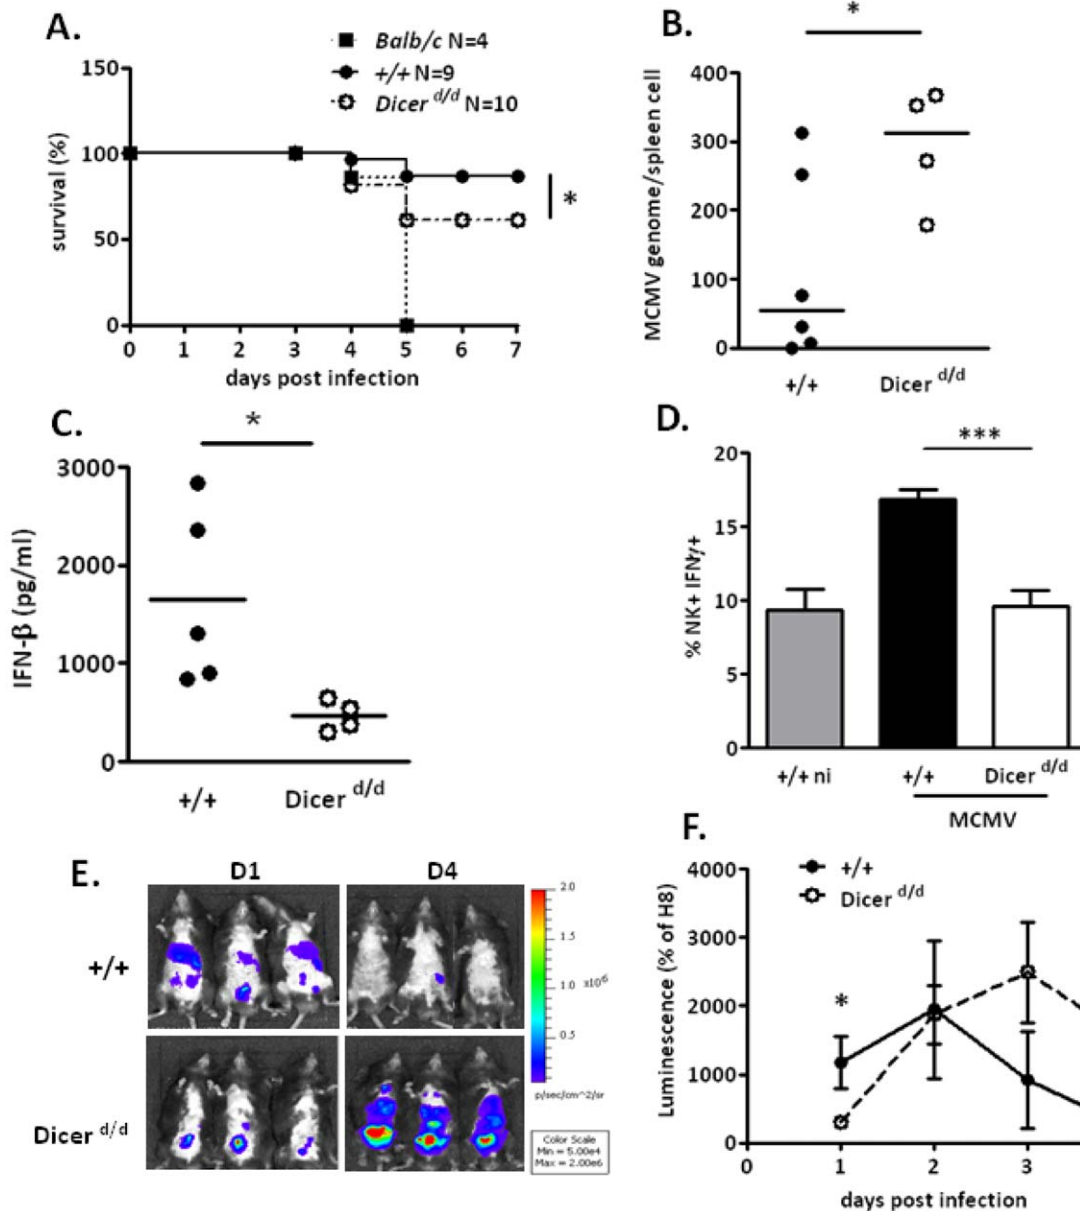 A.
Balb/c N=4
+/+ N=9
Dicer d/d N=10
150
100
50
0
survival (%)
0 1 2 3 4 5 6 7
days post infection
*
B.
*
400
300
200
100
0
MCMV genome/spleen cell
+/+ Dicer d/d
C.
*
3000
2000
1000
0
IFN-β (pg/ml)
+/+ Dicer d/d
D.
***
20
15
10
5
0
% NK+ IFNγ+
+/+ ni +/+ Dicer d/d
MCMV
E.
D1 D4
+/+
Dicer d/d
2.0
1.5
1.0 x10⁶
0.5
p/sec/cm^2/sr
Color Scale
Min = 5.00e4
Max = 2.00e6
F.
+/+
Dicer d/d
4000
3000
2000
1000
0
Luminescence (% of H8)
*
0 1 2 3
days post infection